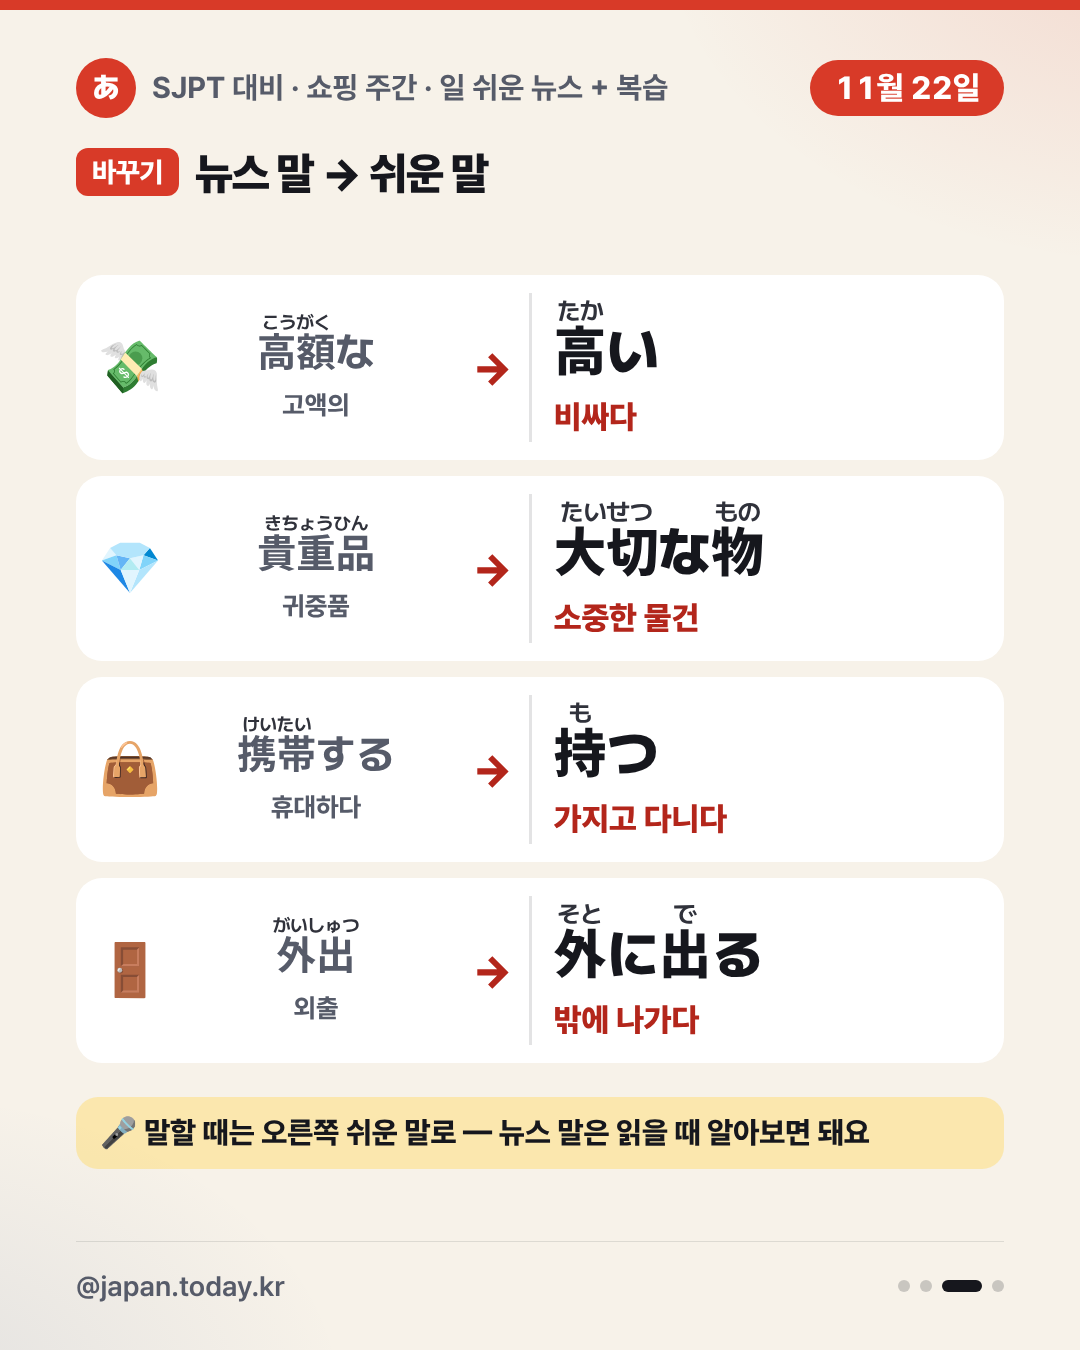 あ SJPT 대비 · 쇼핑 주간 · 일 쉬운 뉴스 + 복습
11월 22일
바꾸기 뉴스 말 → 쉬운 말
こうがく
高額な
고액의
→
たか
高い
비싸다
きちょうひん
貴重品
귀중품
→
たいせつ もの
大切な物
소중한 물건
けいたい
携帯する
휴대하다
→
も
持つ
가지고 다니다
がいしゅつ
外出
외출
→
そと で
外に出る
밖에 나가다
🎤 말할 때는 오른쪽 쉬운 말로 — 뉴스 말은 읽을 때 알아보면 돼요
@japan.today.kr